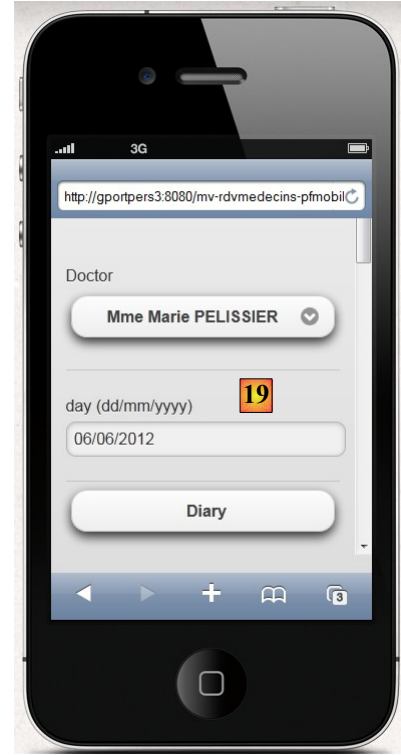 3G
http://gportpers3:8080/mv-rdvmedecins-pfmobil
Doctor
Mme Marie PELISSIER
19
day (dd/mm/yyyy)
06/06/2012
Diary
3